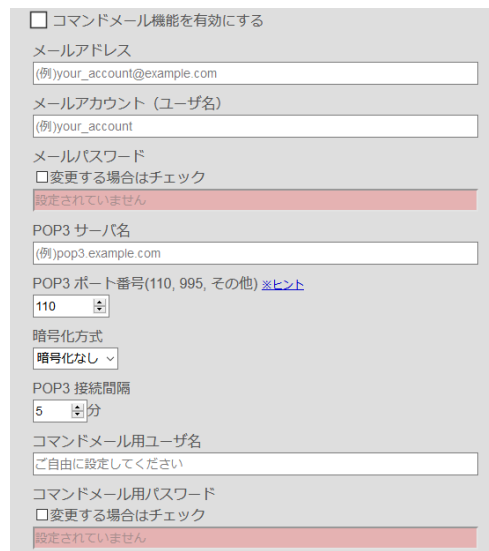 コマンドメール機能を有効にする
メールアドレス
(例)your_account@example.com
メールアカウント（ユーザ名）
(例)your_account
メールパスワード
変更する場合はチェック
設定されていません
POP3 サーバ名
(例)pop3.example.com
POP3 ポート番号(110, 995, その他) ※ヒント
110
暗号化方式
暗号化なし
POP3 接続間隔
5 分
コマンドメール用ユーザ名
ご自由に設定してください
コマンドメール用パスワード
変更する場合はチェック
設定されていません